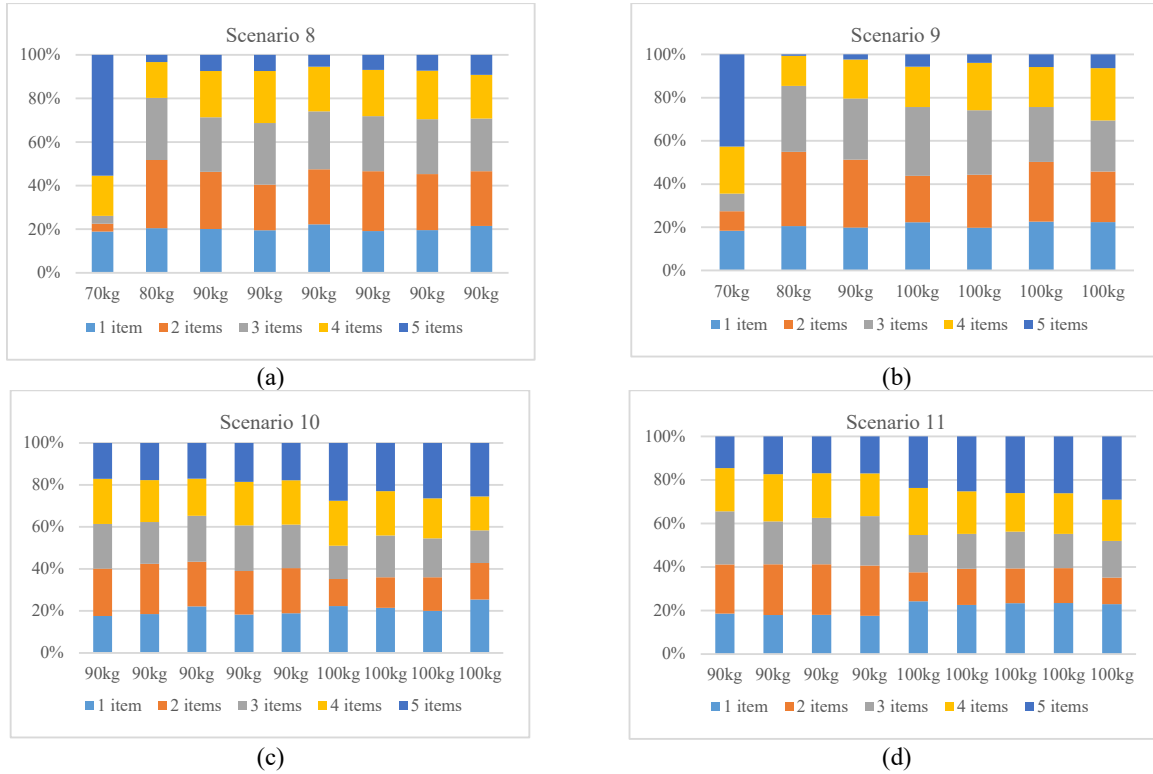 Scenario 8
100%
80%
60%
40%
20%
0%
70kg 80kg 90kg 90kg 90kg 90kg 90kg 90kg
1 item 2 items 3 items 4 items 5 items
(a)
Scenario 9
100%
80%
60%
40%
20%
0%
70kg 80kg 90kg 100kg 100kg 100kg 100kg
1 item 2 items 3 items 4 items 5 items
(b)
Scenario 10
100%
80%
60%
40%
20%
0%
90kg 90kg 90kg 90kg 90kg 100kg 100kg 100kg 100kg
1 item 2 items 3 items 4 items 5 items
(c)
Scenario 11
100%
80%
60%
40%
20%
0%
90kg 90kg 90kg 90kg 100kg 100kg 100kg 100kg 100kg
1 item 2 items 3 items 4 items 5 items
(d)